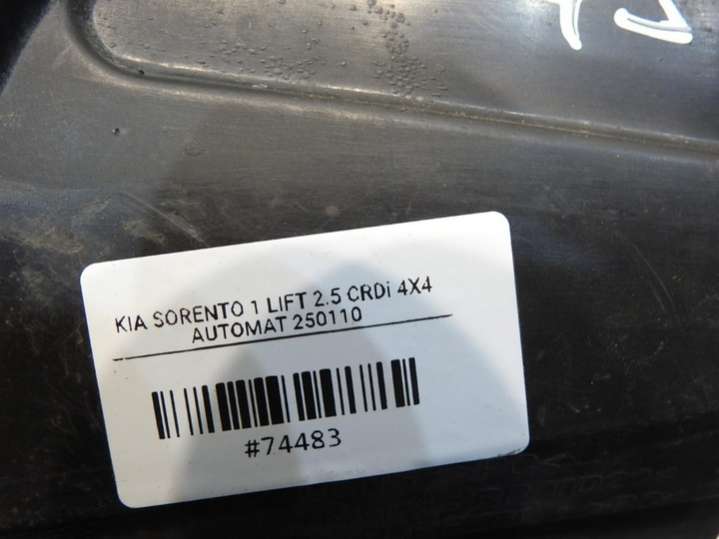 KIA SORENTO 1 LIFT 2.5 CRDi 4X4
AUTOMAT 250110
#74483